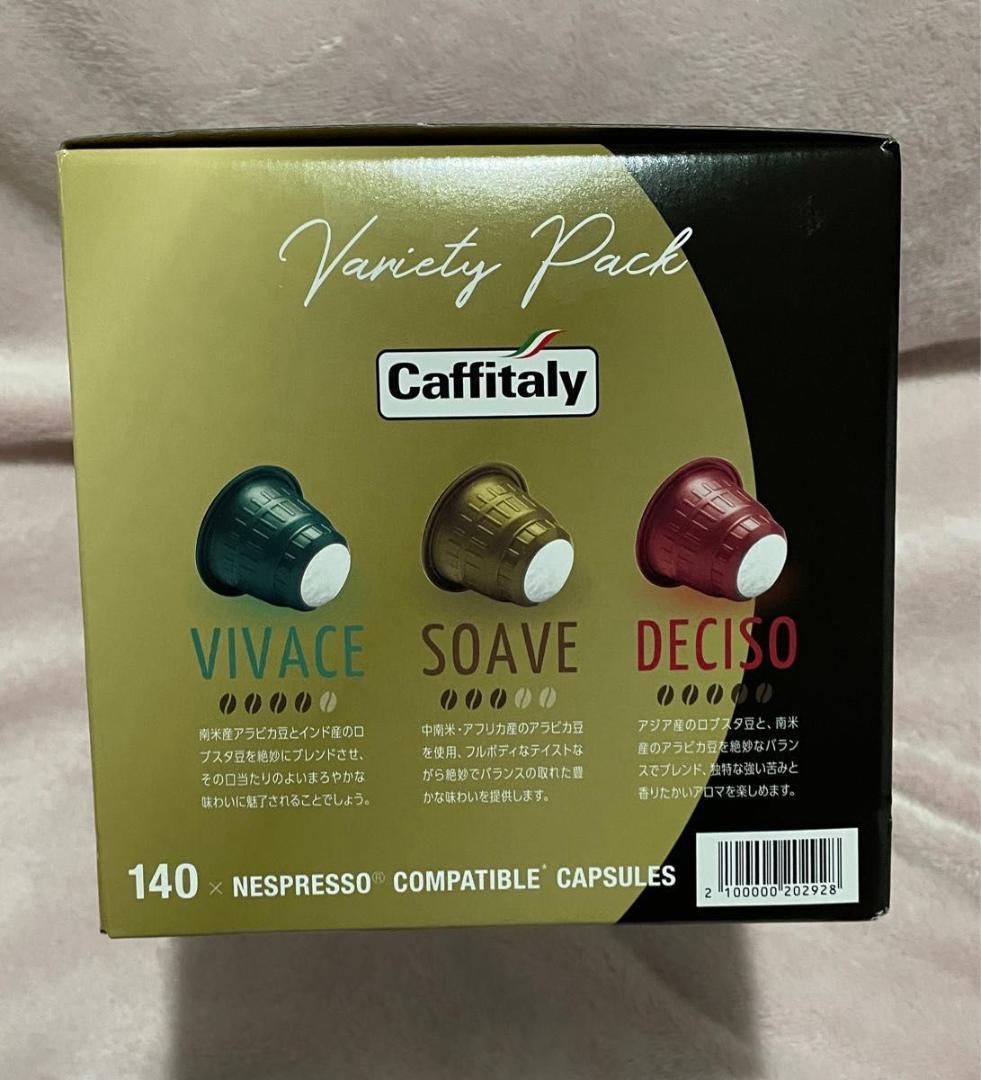 Variety Pack
Caffitaly
VIVACE
南米産アラビカ豆とインド産のロ
ブスタ豆を絶妙にブレンドさせ、
その口当たりのよいまろやかな
味わいに魅了されることでしょう。
SOAVE
中南米・アフリカ産のアラビカ豆
を使用、フルボディなテイストな
がら絶妙でバランスの取れた豊
かな味わいを提供します。
DECISO
アジア産のロブスタ豆と、南米
産のアラビカ豆を絶妙なバラン
スでブレンド、独特な強い苦みと
香りたかいアロマを楽しめます。
140 × NESPRESSO® COMPATIBLE* CAPSULES
2 100000 202928